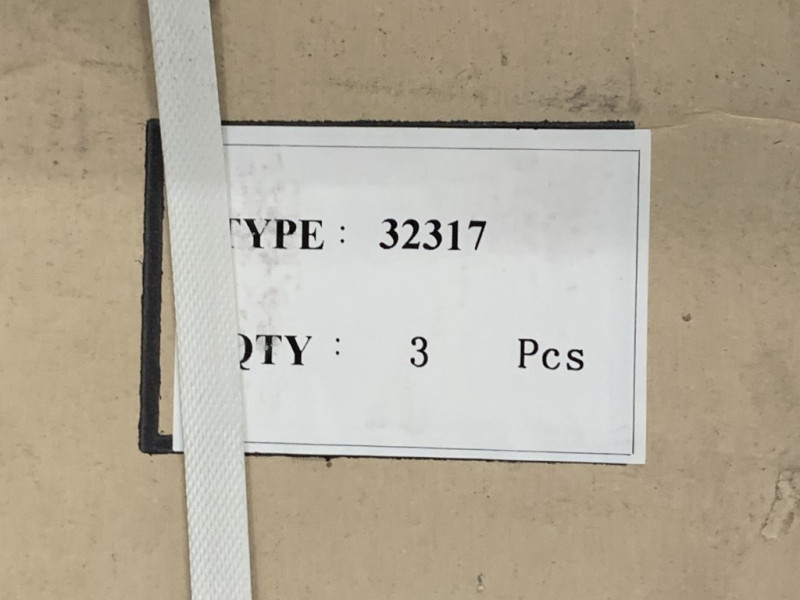 TYPE : 32317
QTY : 3 Pcs